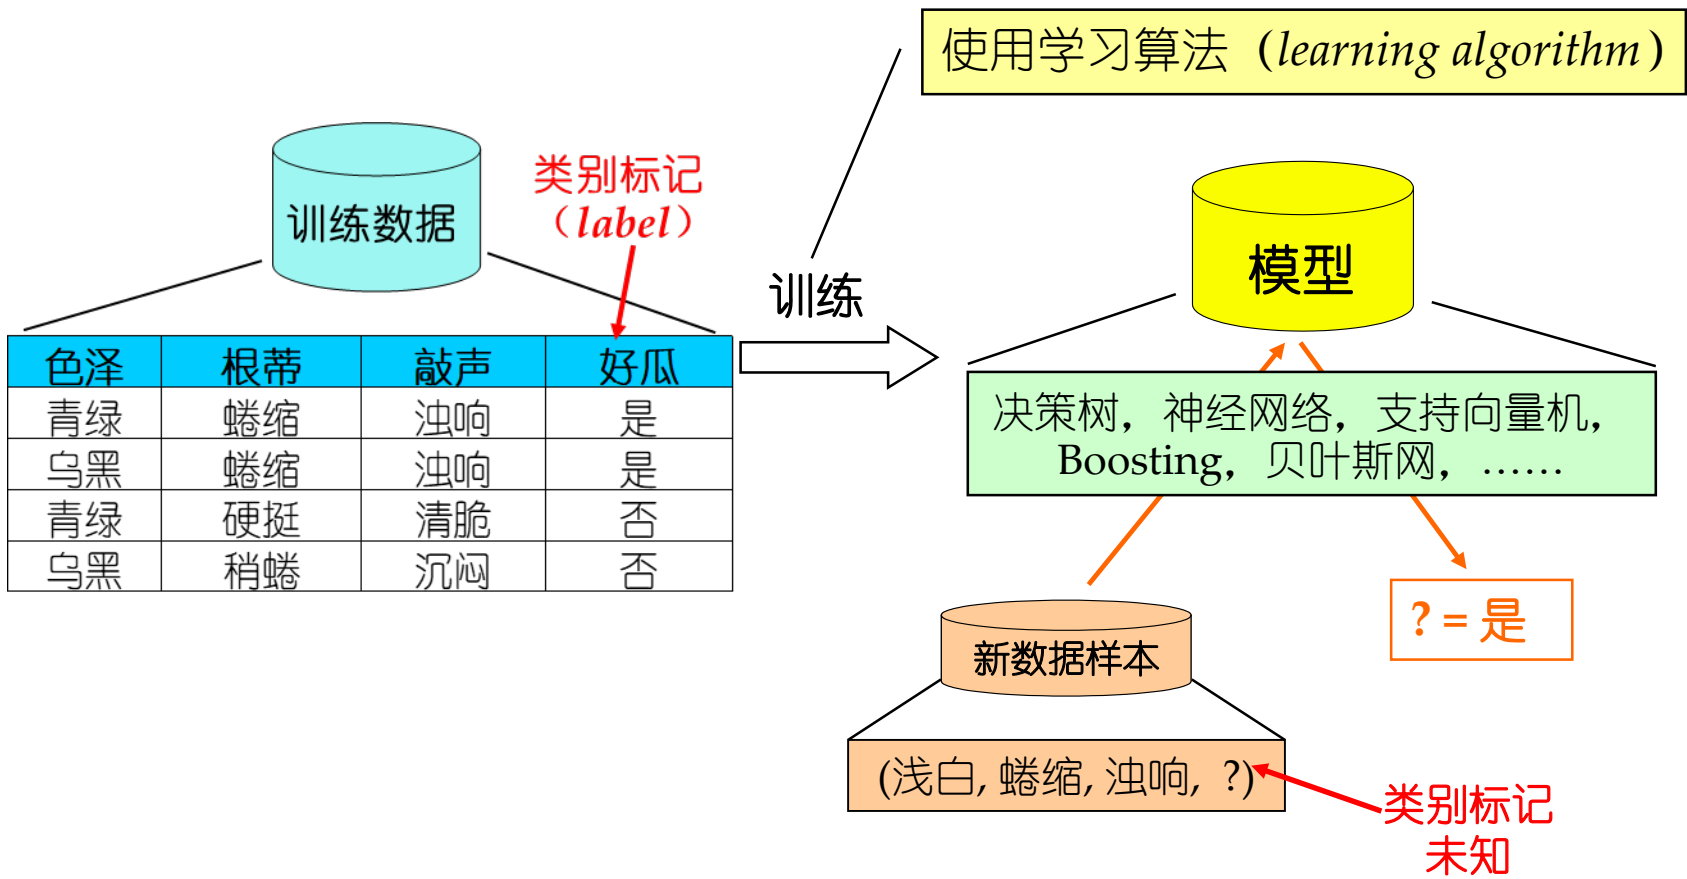 使用学习算法（learning algorithm）
类别标记
（label）
训练数据
训练
模型
色泽 根蒂 敲声 好瓜
青绿 蜷缩 浊响 是
乌黑 蜷缩 浊响 是
青绿 硬挺 清脆 否
乌黑 稍蜷 沉闷 否
决策树，神经网络，支持向量机，
Boosting，贝叶斯网，……
? = 是
新数据样本
(浅白, 蜷缩, 浊响, ?)
类别标记
未知